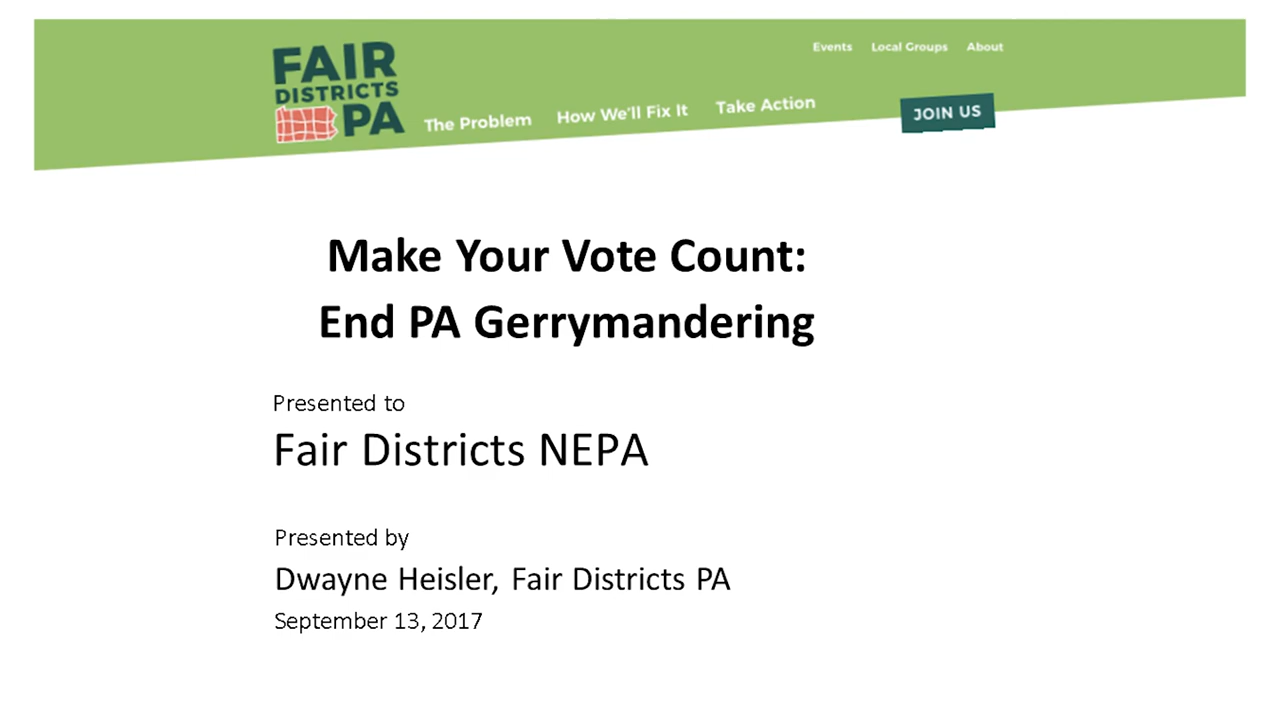 FAIR
DISTRICTS
PA
Events Local Groups About
The Problem How We'll Fix It Take Action JOIN US
Make Your Vote Count:
End PA Gerrymandering
Presented to
Fair Districts NEPA
Presented by
Dwayne Heisler, Fair Districts PA
September 13, 2017